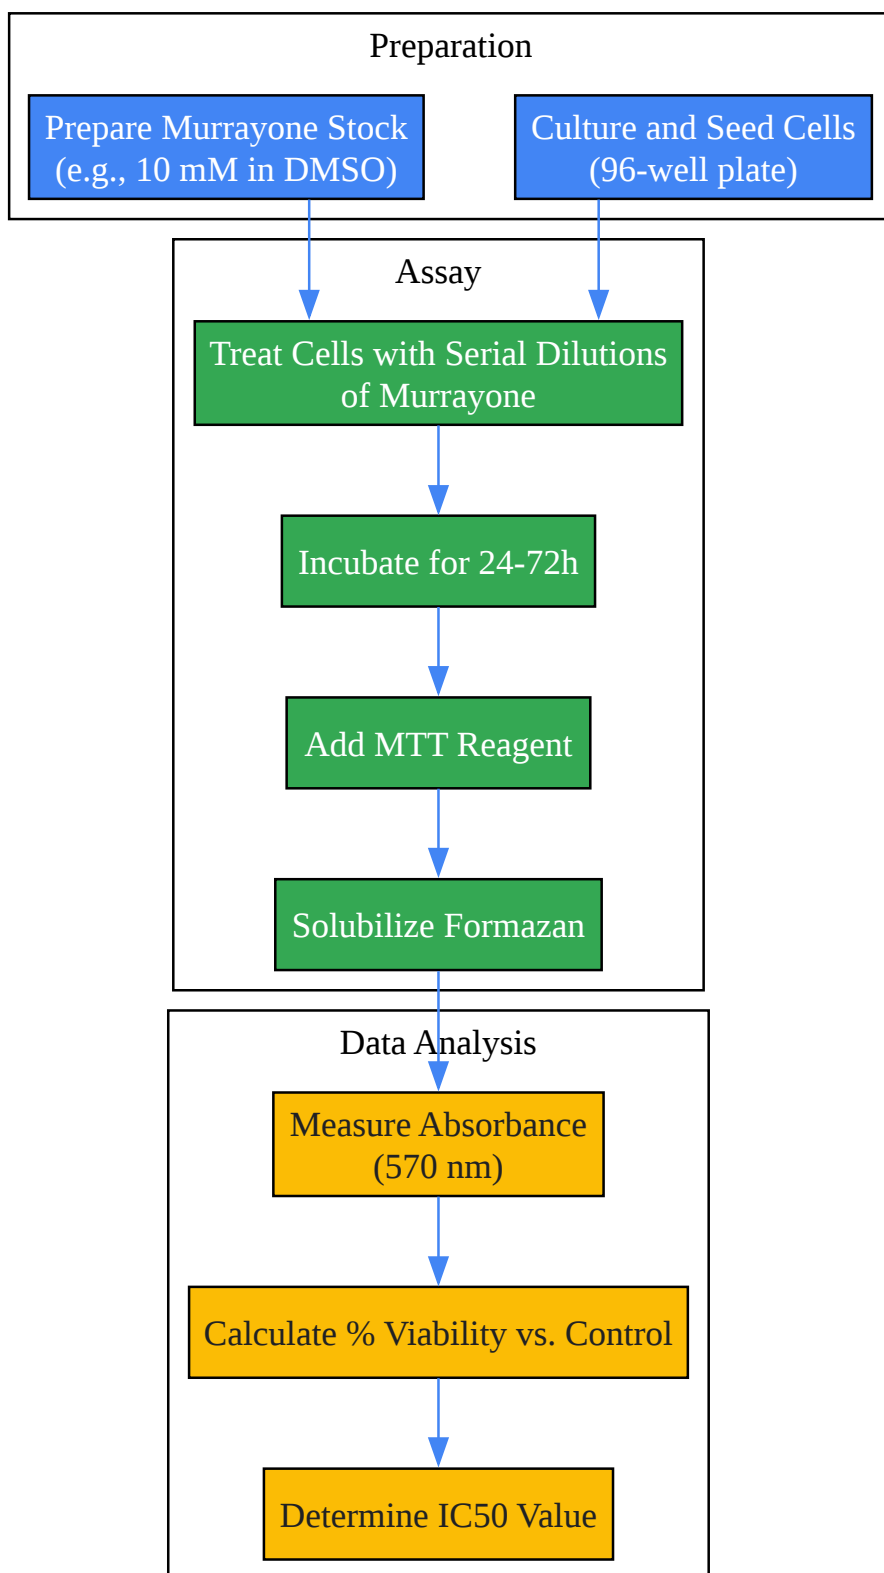 Preparation
Prepare Murrayone Stock
(e.g., 10 mM in DMSO)
Culture and Seed Cells
(96-well plate)
Assay
Treat Cells with Serial Dilutions
of Murrayone
Incubate for 24-72h
Add MTT Reagent
Solubilize Formazan
Data Analysis
Measure Absorbance
(570 nm)
Calculate % Viability vs. Control
Determine IC50 Value